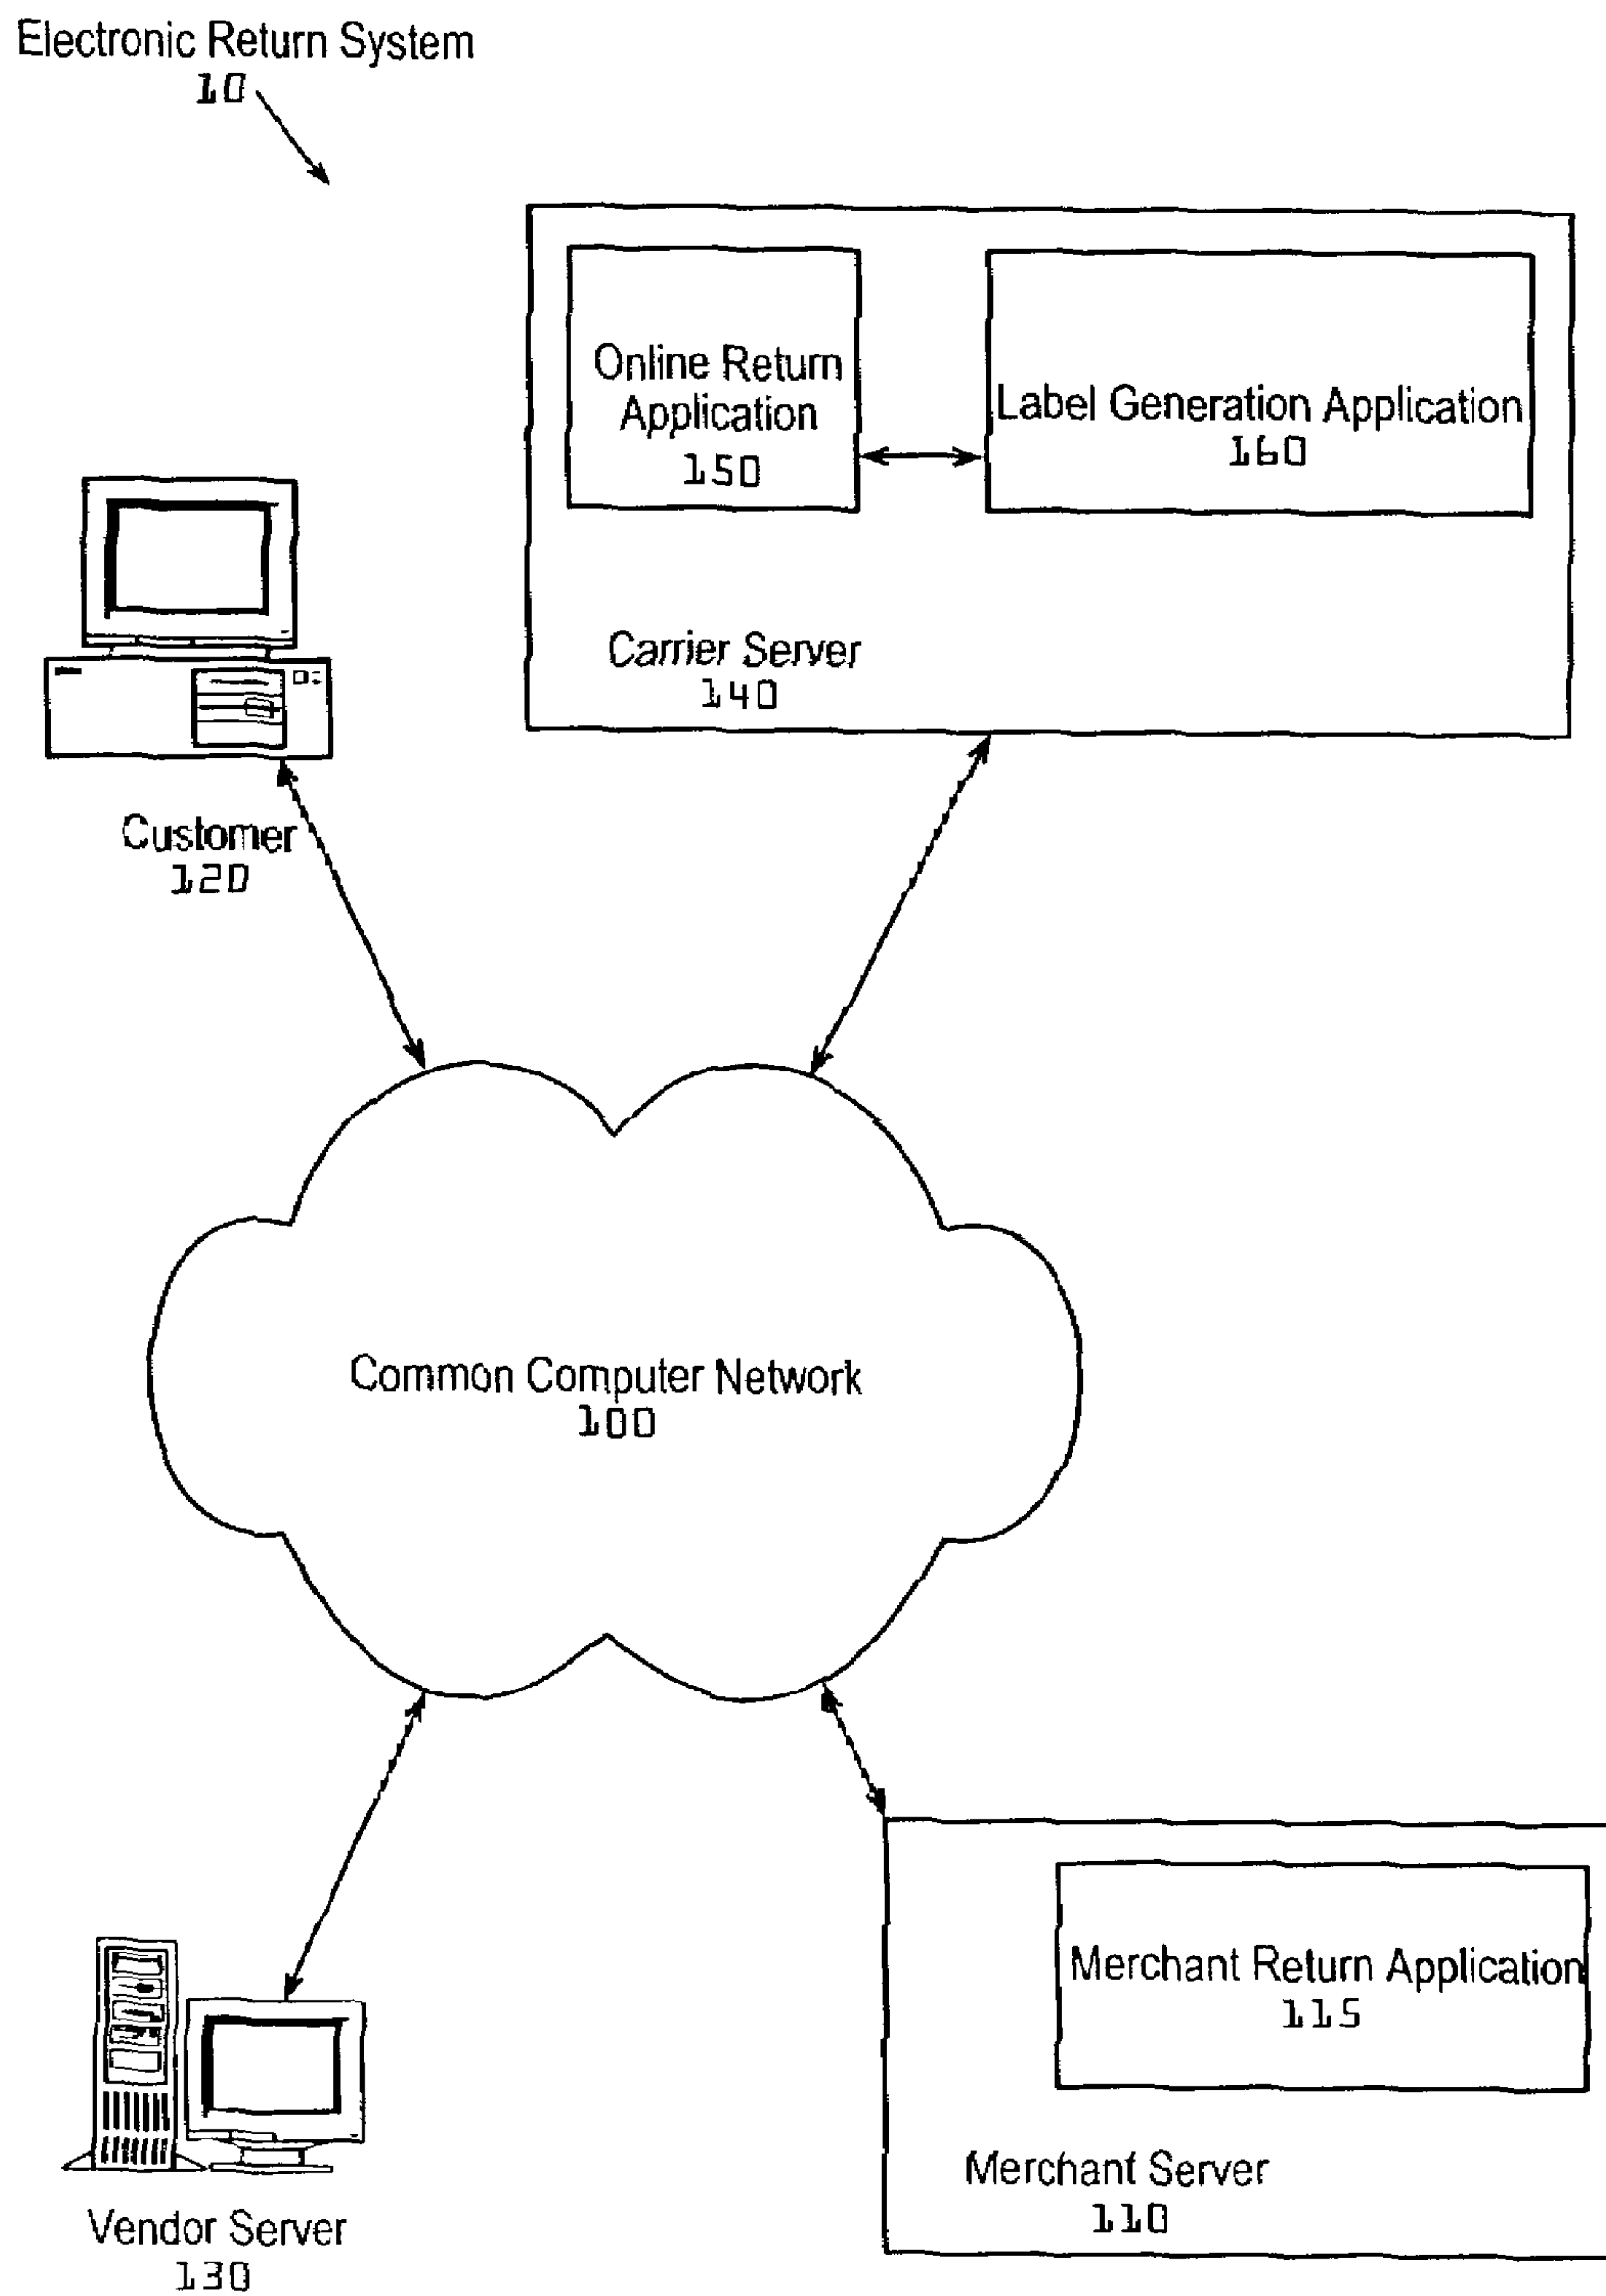 Electronic Return System
10
Online Return
Application
150
Label Generation Application
160
Carrier Server
140
Customer
120
Common Computer Network
100
Merchant Return Application
115
Merchant Server
110
Vendor Server
130